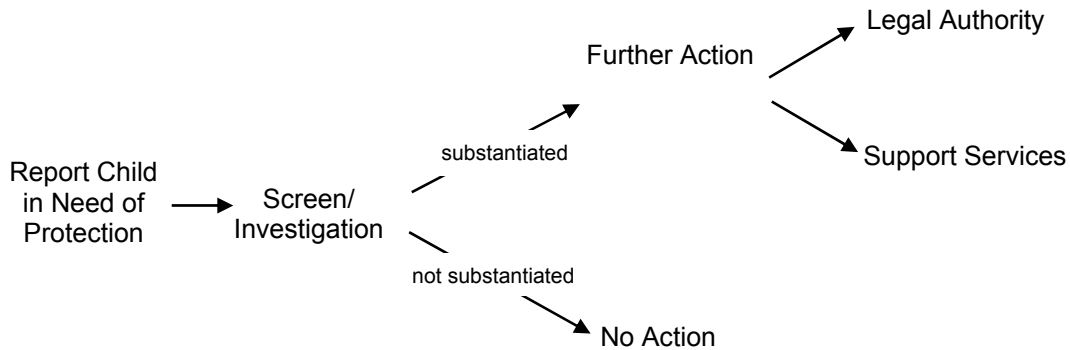 Report Child
in Need of
Protection
Screen/
Investigation
substantiated
Further Action
Legal Authority
Support Services
not substantiated
No Action